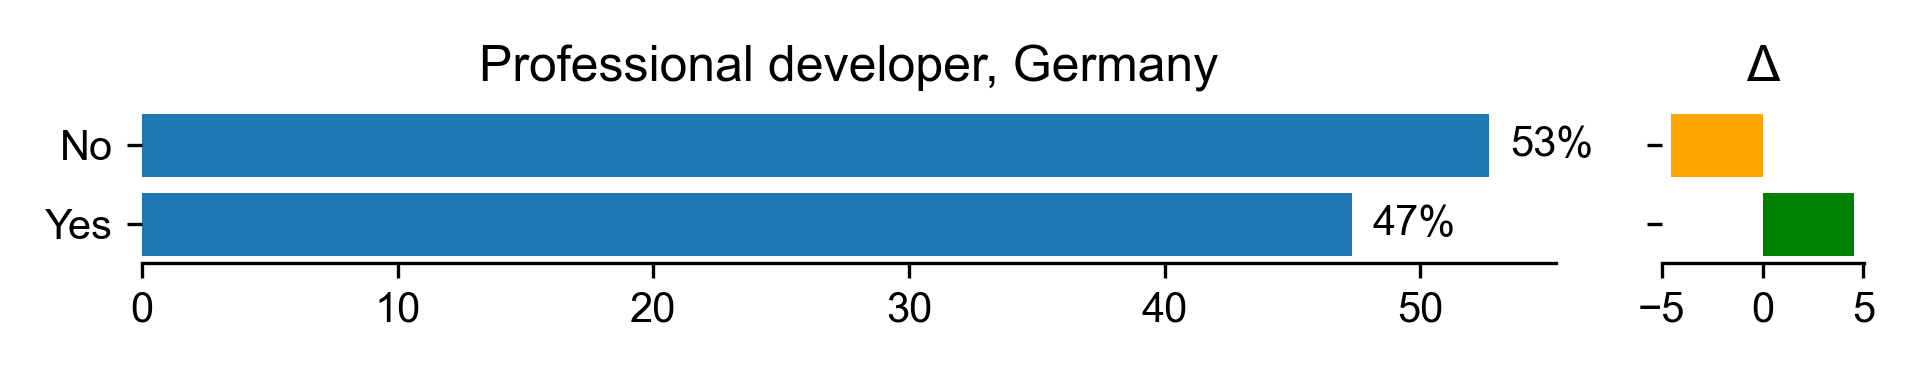 Professional developer, Germany
Δ
No
53%
Yes
47%
0 10 20 30 40 50
−5 0 5